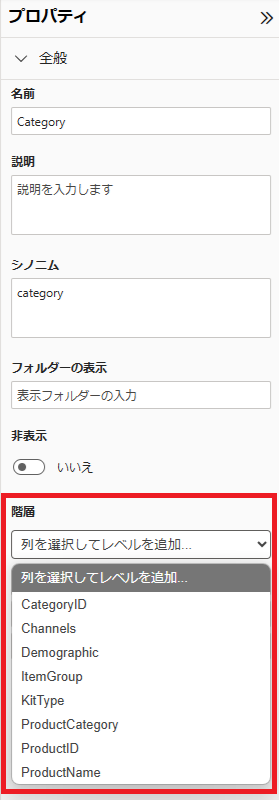 プロパティ
全般
名前
Category
説明
説明を入力します
シノニム
category
フォルダーの表示
表示フォルダーの入力
非表示
いいえ
階層
列を選択してレベルを追加...
列を選択してレベルを追加...
CategoryID
Channels
Demographic
ItemGroup
KitType
ProductCategory
ProductID
ProductName